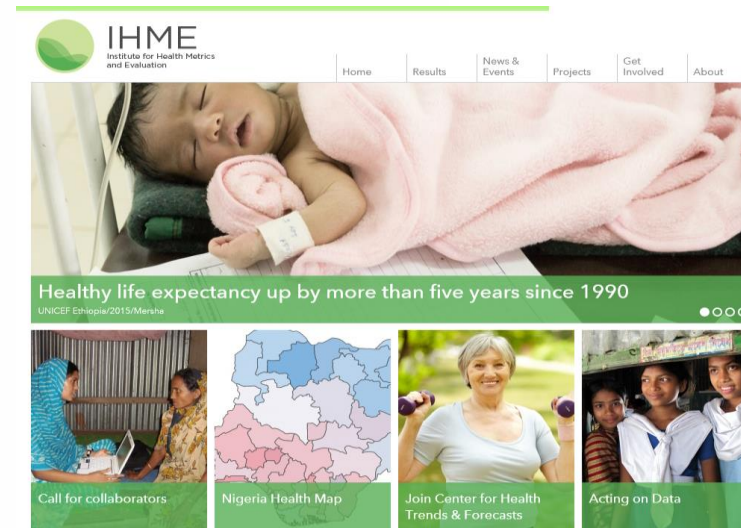 IHME
Institute for Health Metrics
and Evaluation
Home
Results
News &
Events
Projects
Get
Involved
About
Healthy life expectancy up by more than five years since 1990
UNICEF Ethiopia/2015/Mersha
Call for collaborators
Nigeria Health Map
Join Center for Health
Trends & Forecasts
Acting on Data